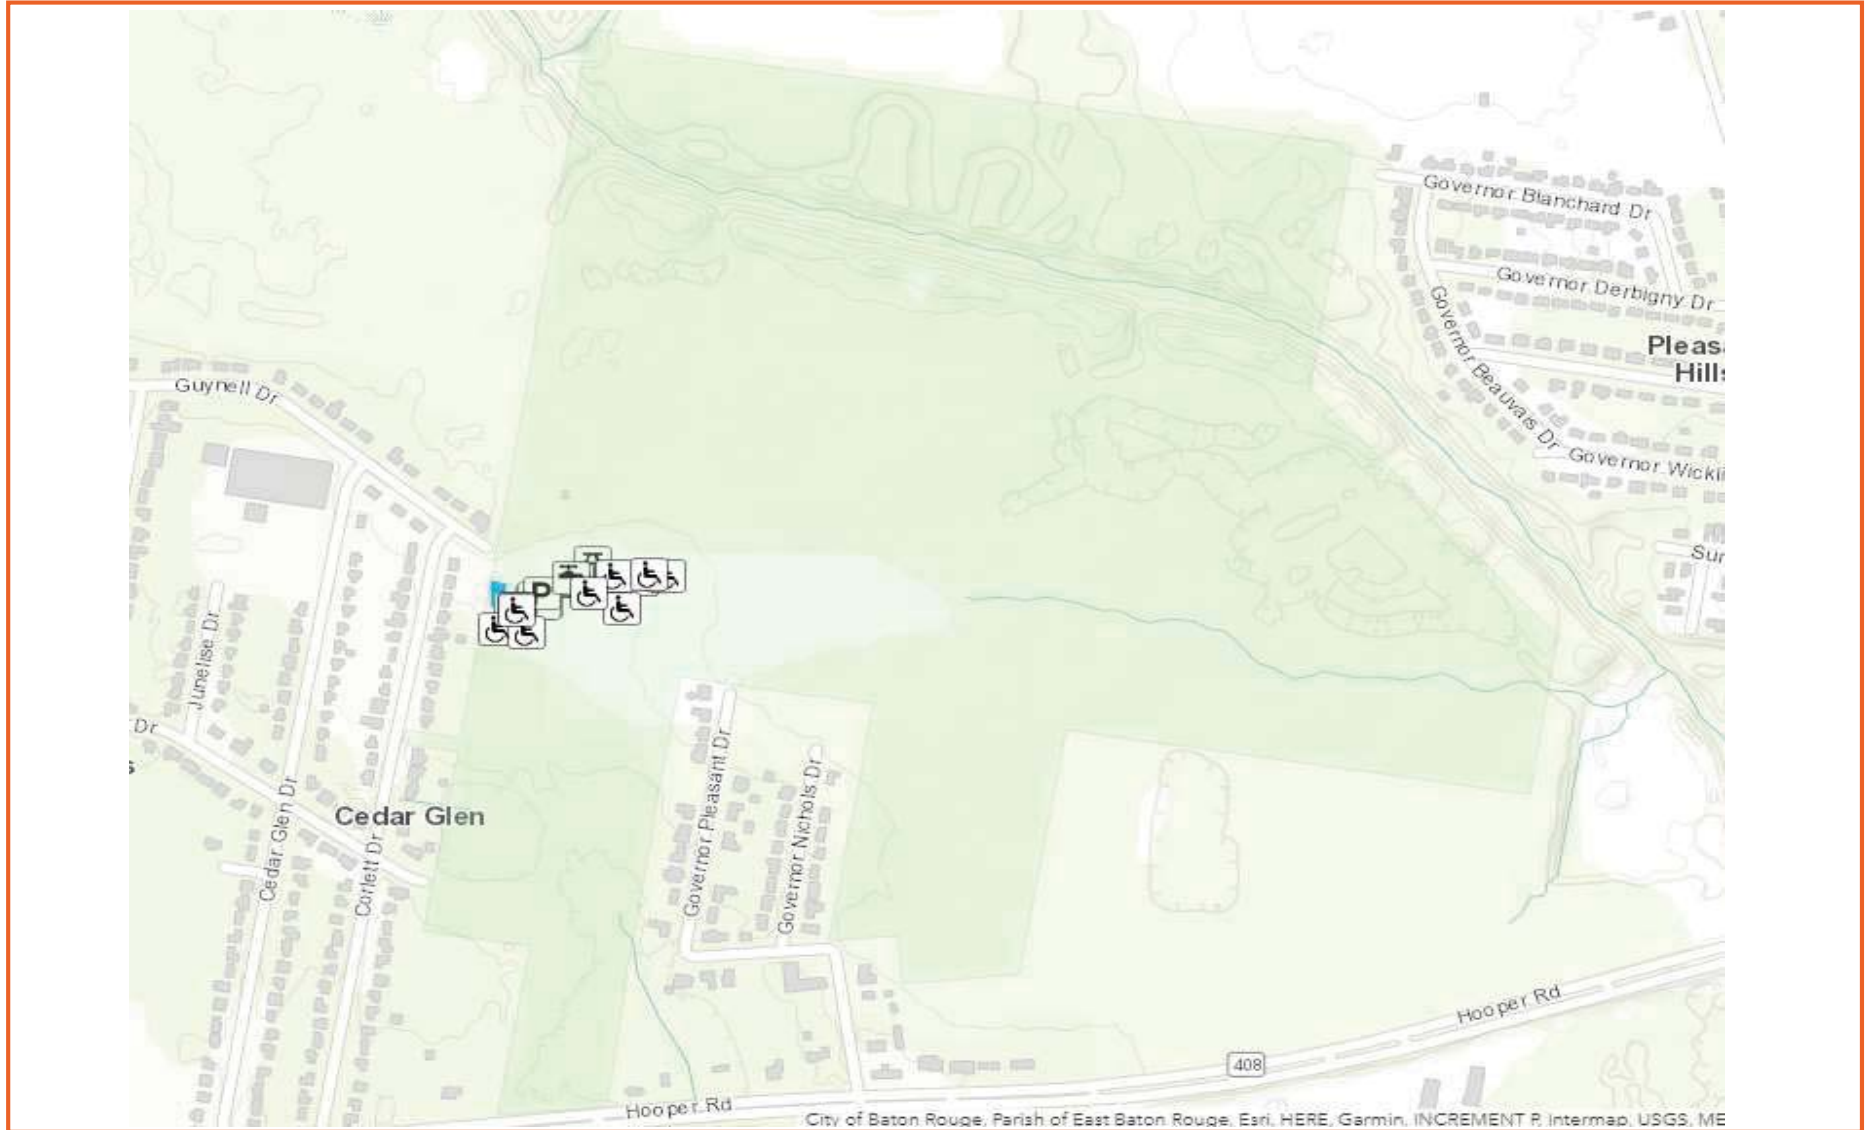 Governor Blanchard Dr
Governor Derbigny Dr
Pleas
Hills
Governor Beauvais Dr
Governor Wickli
Guynell Dr
Sur
P
Junelise Dr
Dr
s
Cedar Glen Dr
Cedar Glen
Corlett Dr
Governor Pleasant Dr
Governor Nichols Dr
Hooper Rd
408
Hooper Rd
City of Baton Rouge, Parish of East Baton Rouge, Esri, HERE, Garmin, INCREMENT P, Intermap, USGS, ME